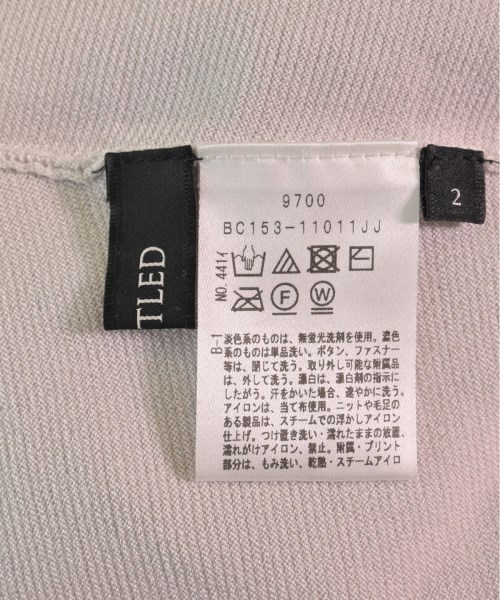 TLED
2
9700
BC153-11011JJ
NO.441イ
F
W
B-1
淡色系のものは、無蛍光洗剤を使用。濃色
系のものは単品洗い。ボタン、ファスナー
等は、閉じて洗う。取り外し可能な附属品
は、外して洗う。漂白は、漂白剤の指示に
したがう。汗をかいた場合、速やかに洗う。
アイロンは、当て布使用。ニットや毛足の
ある製品は、スチームでの浮かしアイロン
仕上げ。つけ置き洗い・濡れたままの放置、
濡れがけアイロン、禁止。附属・プリント
部分は、もみ洗い、乾熱・スチームアイロ